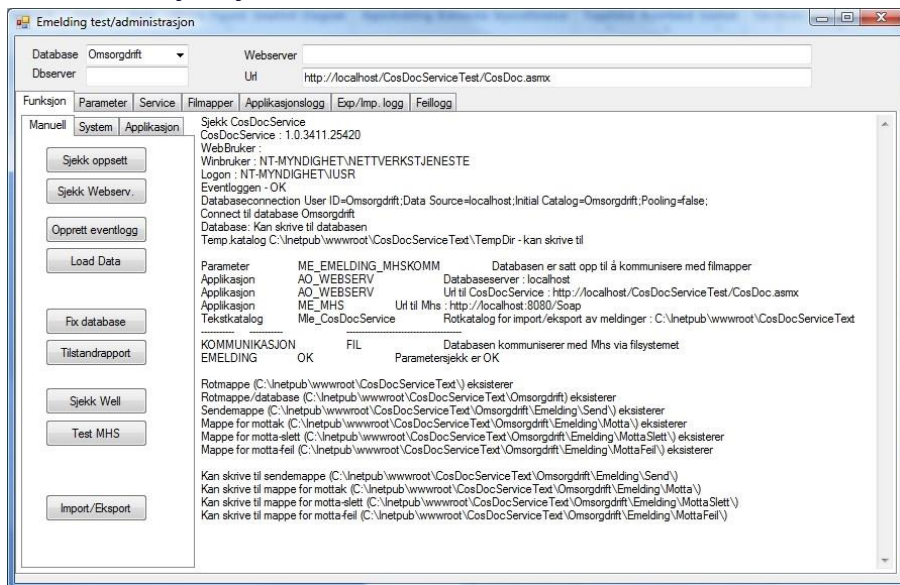 Emelding test/administrasjon
Database Omsorgdrift Webserver
Dbserver Url http://localhost/CosDocServiceTest/CosDoc.asmx
Funksjon Parameter Service Filmapper Applikasjonslogg Exp/Imp. logg Feillogg
Manuell System Applikasjon
Sjekk oppsett
Sjekk Webserv.
Opprett eventlogg
Load Data
Fix database
Tilstandrapport
Sjekk Well
Test MHS
Import/Eksport
Sjekk CosDocService
CosDocService : 1.0.3411.25420
WebBruker :
Winbruker : NT-MYNDIGHET\NETTVERKSTJENESTE
Logon : NT-MYNDIGHET\IUSR
Eventloggen - OK
Databaseconnection User ID=Omsorgdrift;Data Source=localhost;Initial Catalog=Omsorgdrift;Pooling=false;
Connect til database Omsorgdrift
Database: Kan skrive til databasen
Temp.katalog C:\Inetpub\wwwroot\CosDocServiceText\TempDir - kan skrive til
Parameter ME_EMELDING_MHSKOMM Databasen er satt opp til å kommunisere med filmapper
Applikasjon AO_WEBSERV Databaseserver : localhost
Applikasjon AO_WEBSERV Url til CosDocService : http://localhost/CosDocServiceTest/CosDoc.asmx
Applikasjon ME_MHS Url til Mhs : http://localhost:8080/Soap
Tekstkatalog Mle_CosDocService Rotkatalog for import/eksport av meldinger : C:\Inetpub\wwwroot\CosDocServiceText
----------- ----------- --------------------------------------
KOMMUNIKASJON FIL Databasen kommuniserer med Mhs via filsystemet
EMELDING OK Parametersjekk er OK
Rotmappe (C:\Inetpub\wwwroot\CosDocServiceText\) eksisterer
Rotmappe/database (C:\Inetpub\wwwroot\CosDocServiceText\Omsorgdrift) eksisterer
Sendemappe (C:\Inetpub\wwwroot\CosDocServiceText\Omsorgdrift\Emelding\Send\) eksisterer
Mappe for mottak (C:\Inetpub\wwwroot\CosDocServiceText\Omsorgdrift\Emelding\Motta\) eksisterer
Mappe for motta-slett (C:\Inetpub\wwwroot\CosDocServiceText\Omsorgdrift\Emelding\MottaSlett\) eksisterer
Mappe for motta-feil (C:\Inetpub\wwwroot\CosDocServiceText\Omsorgdrift\Emelding\MottaFeil\) eksisterer
Kan skrive til sendemappe (C:\Inetpub\wwwroot\CosDocServiceText\Omsorgdrift\Emelding\Send\)
Kan skrive til mappe for mottak (C:\Inetpub\wwwroot\CosDocServiceText\Omsorgdrift\Emelding\Motta\)
Kan skrive til mappe for motta-slett (C:\Inetpub\wwwroot\CosDocServiceText\Omsorgdrift\Emelding\MottaSlett\)
Kan skrive til mappe for motta-feil (C:\Inetpub\wwwroot\CosDocServiceText\Omsorgdrift\Emelding\MottaFeil\)